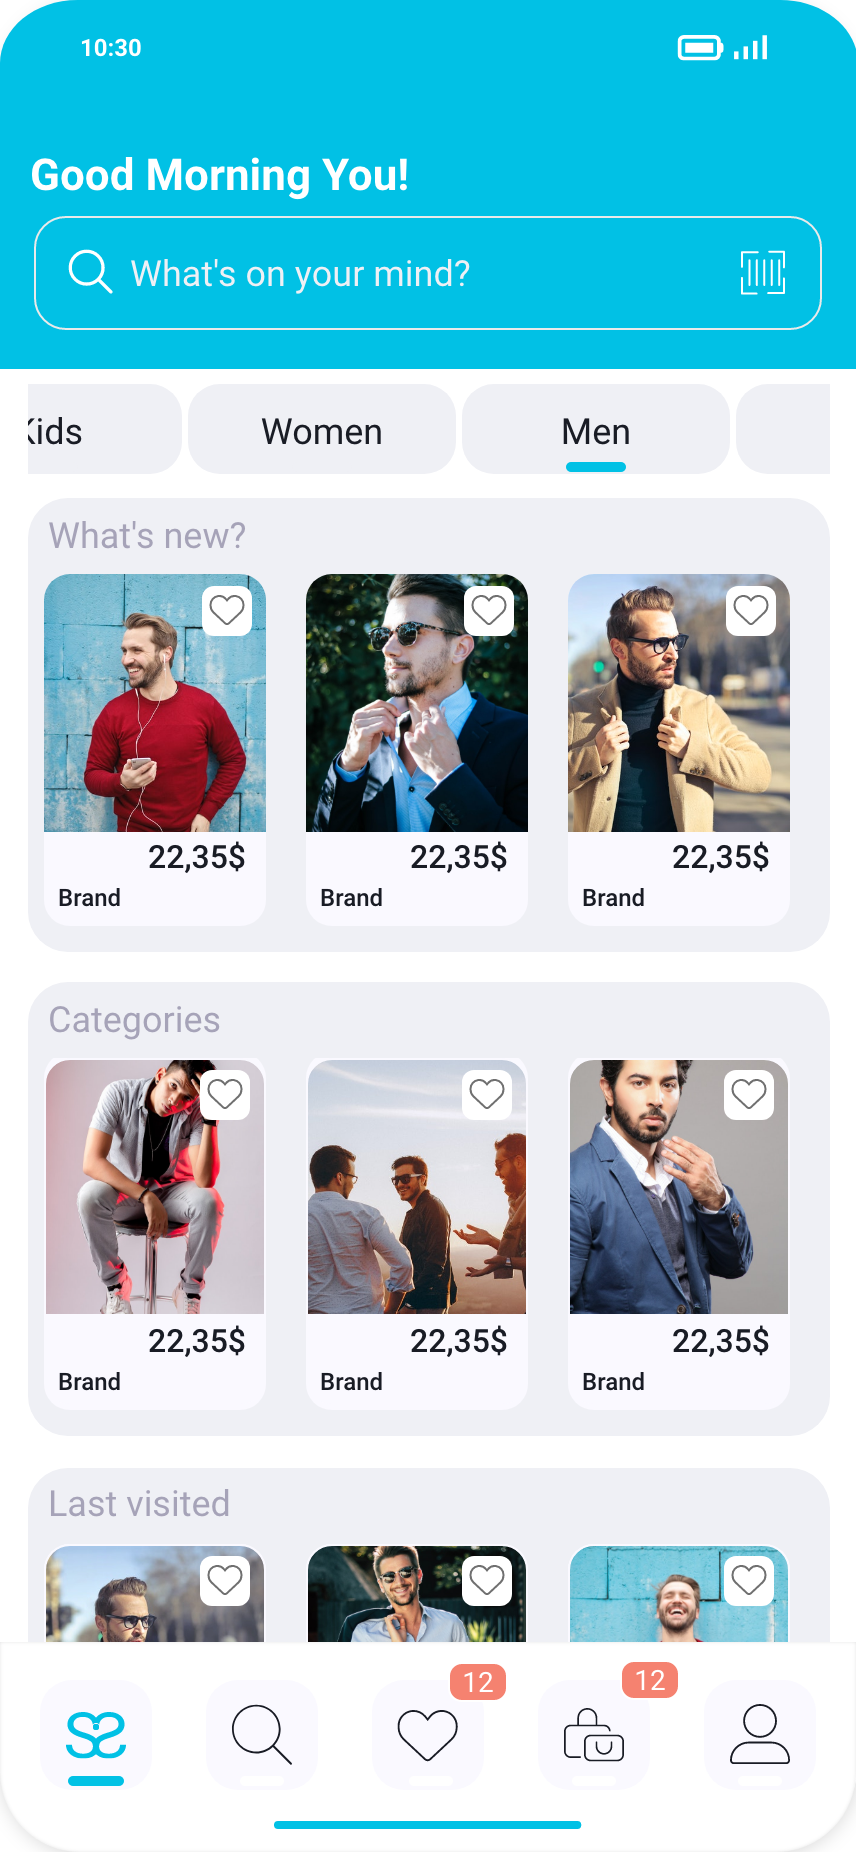 10:30
Good Morning You!
What's on your mind?
Kids
Women
Men
What's new?
22,35$
Brand
22,35$
Brand
22,35$
Brand
Categories
22,35$
Brand
22,35$
Brand
22,35$
Brand
Last visited
12
12